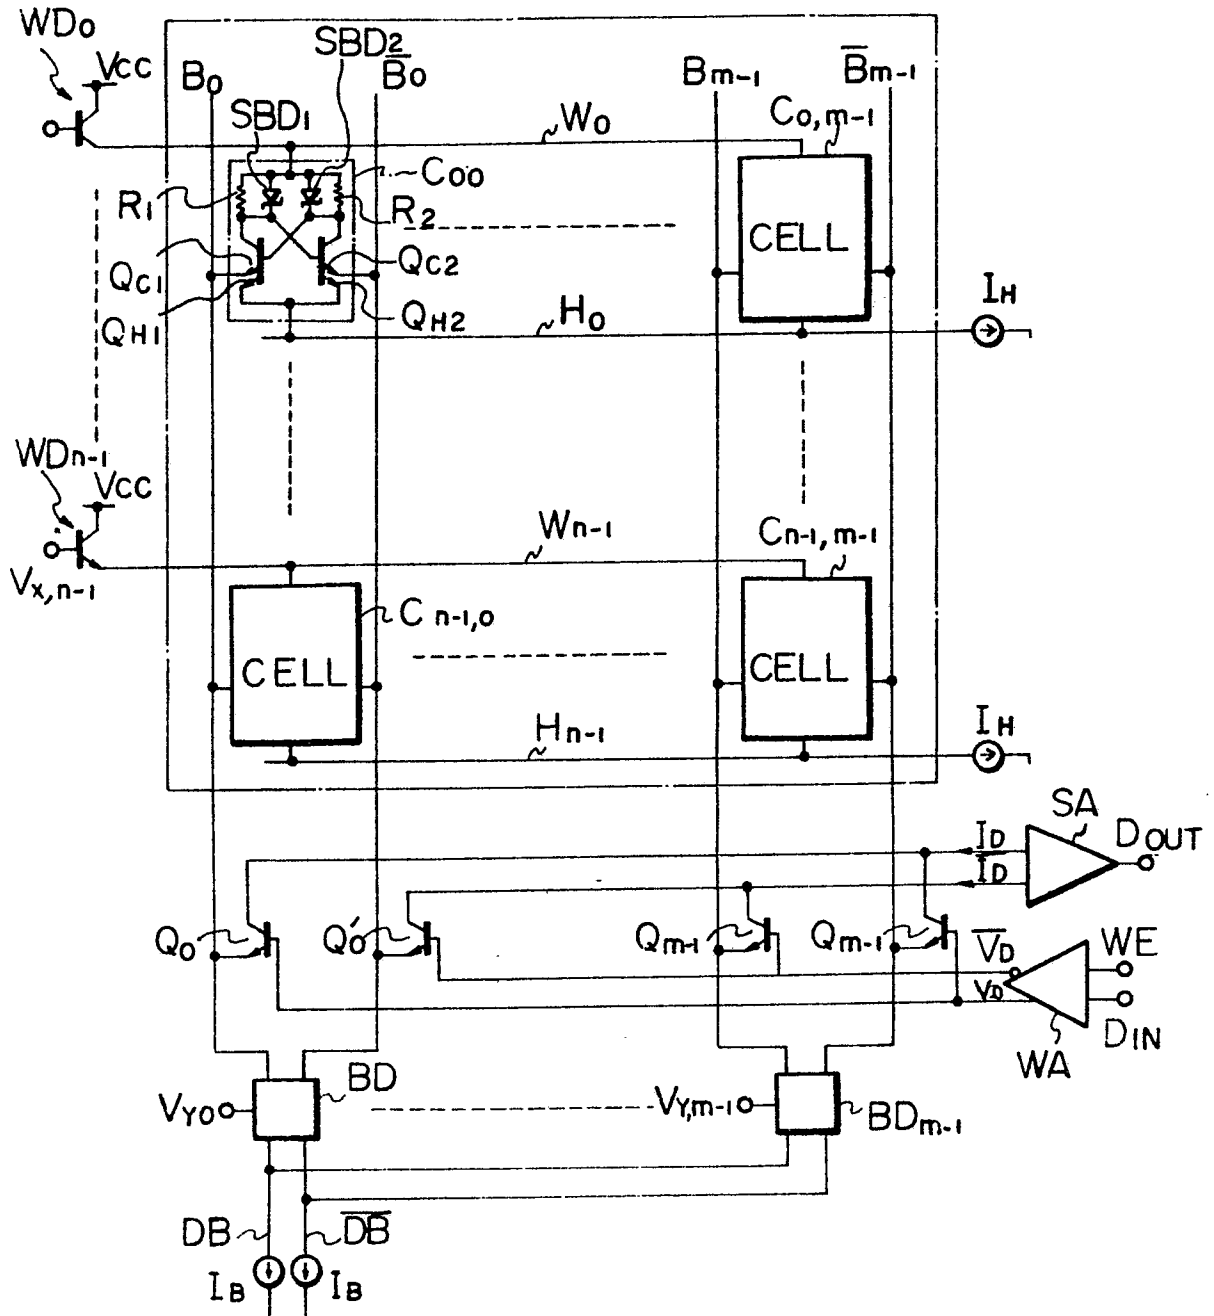 WD0
VCC
B0
SBD2
B̅0
SBD1
Bm-1
B̅m-1
W0
C0,m-1
C00
R1
R2
CELL
QC1
QC2
QH1
QH2
H0
IH
WDn-1
VCC
Vx,n-1
Wn-1
Cn-1,m-1
Cn-1,0
CELL
CELL
Hn-1
IH
SA
ID
I̅D
DOUT
Q0
Q0'
Qm-1
Qm-1
V̅D
VD
WE
DIN
WA
BD
VY0
VY,m-1
BDm-1
DB
D̅B̅
IB
IB